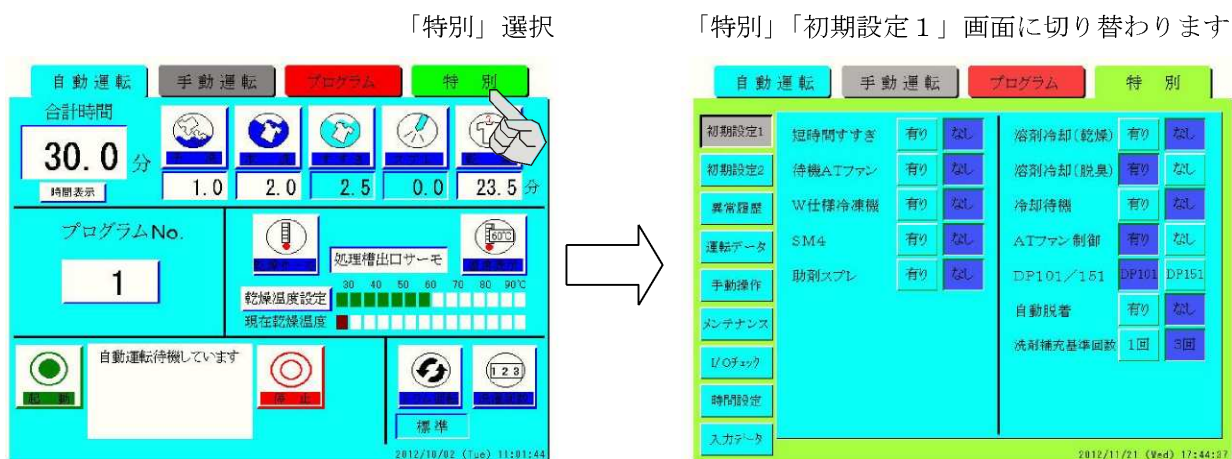 「特別」選択
「特別」「初期設定１」画面に切り替わります
自動運転 手動運転 プログラム 特 別
合計時間
30.0 分
時間表示
1.0 2.0 2.5 0.0 23.5 分
プログラムNo.
1
60℃
処理槽出口サーモ
30 40 50 60 70 80 90℃
乾燥温度設定
現在乾燥温度
自動運転待機しています
起 動
停 止
1 2 3
標準
2012/10/02 (Tue) 11:01:44
自動運転 手動運転 プログラム 特 別
初期設定1
初期設定2
異常履歴
運転データ
手動操作
メンテナンス
I/Oチェック
時間設定
入力データ
短時間すすぎ 有り なし
待機ATファン 有り なし
W仕様冷凍機 有り なし
SM4 有り なし
助剤スプレ 有り なし
溶剤冷却(乾燥) 有り なし
溶剤冷却(脱臭) 有り なし
冷却待機 有り なし
ATファン制御 有り なし
DP101／151 DP101 DP151
自動脱着 有り なし
洗剤補充基準回数 1回 3回
2012/11/21 (Wed) 17:44:37